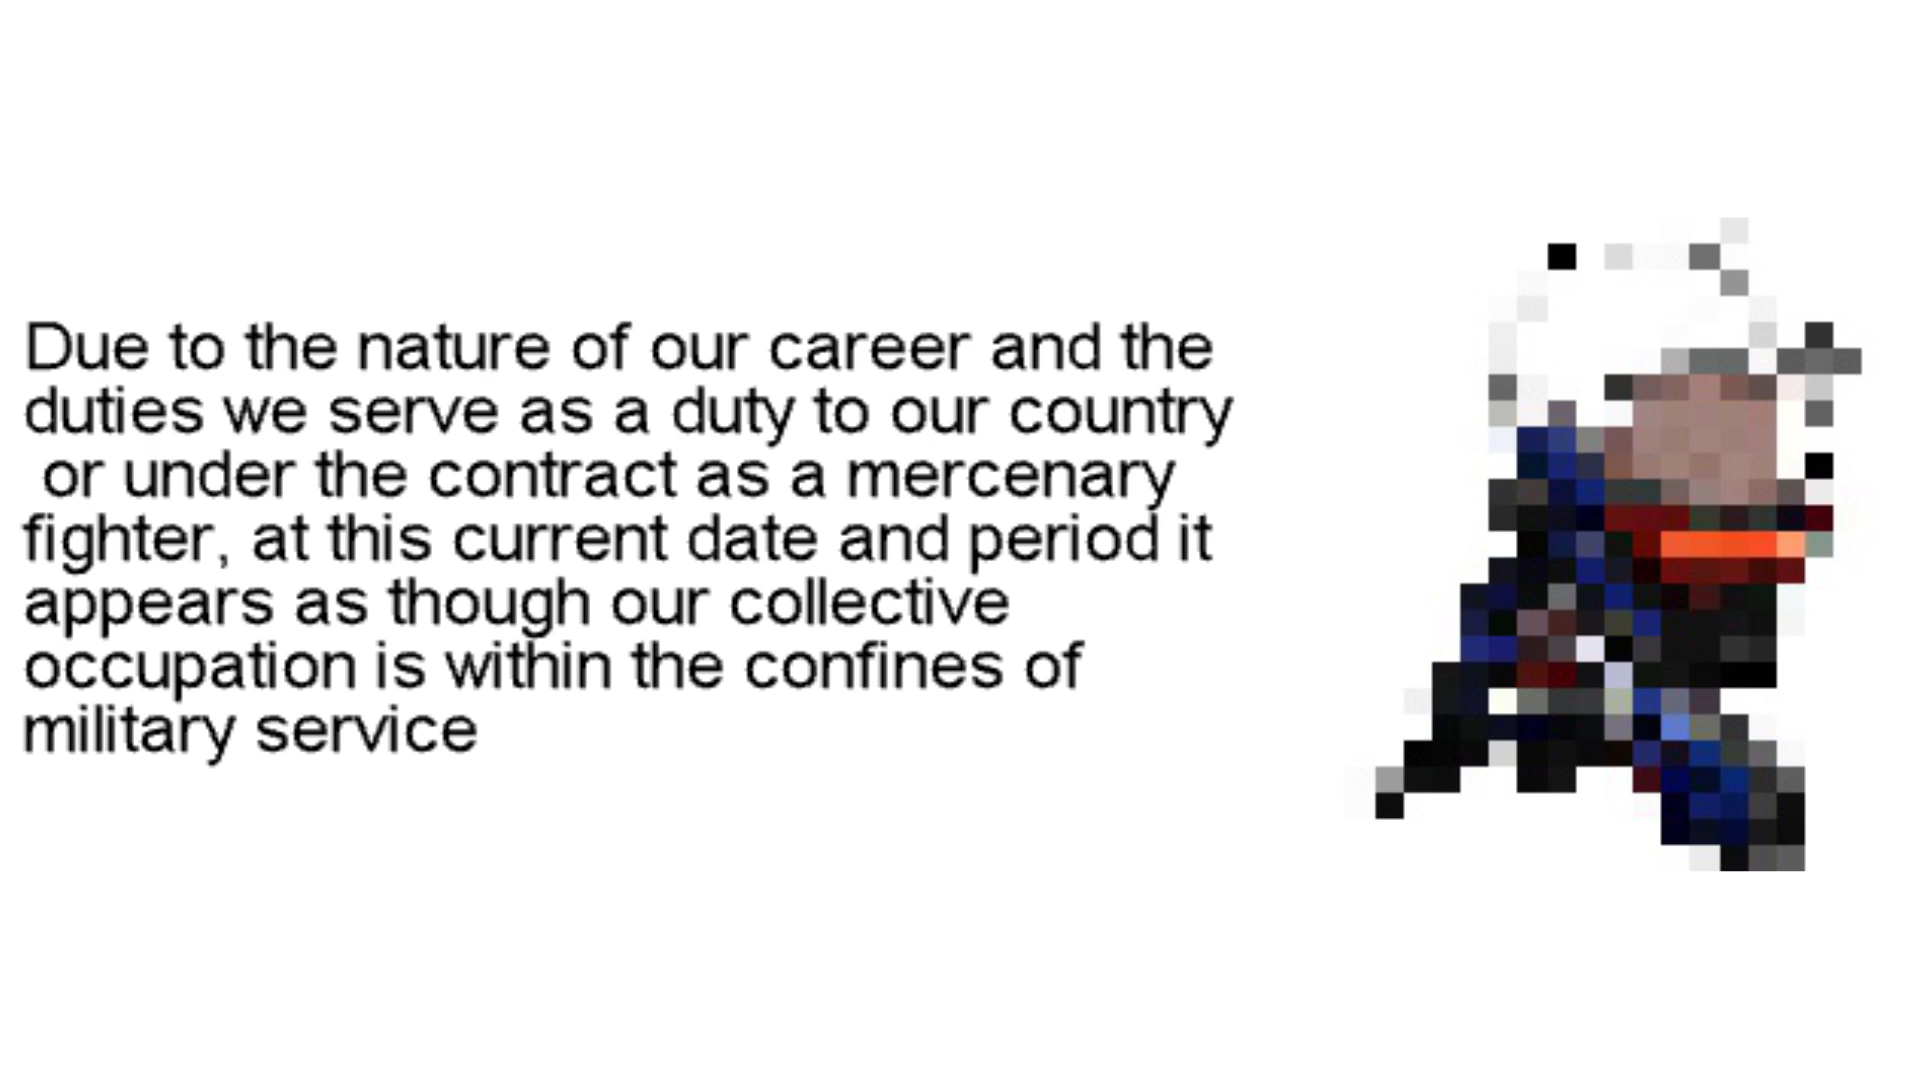 Due to the nature of our career and the
duties we serve as a duty to our country
or under the contract as a mercenary
fighter, at this current date and period it
appears as though our collective
occupation is within the confines of
military service